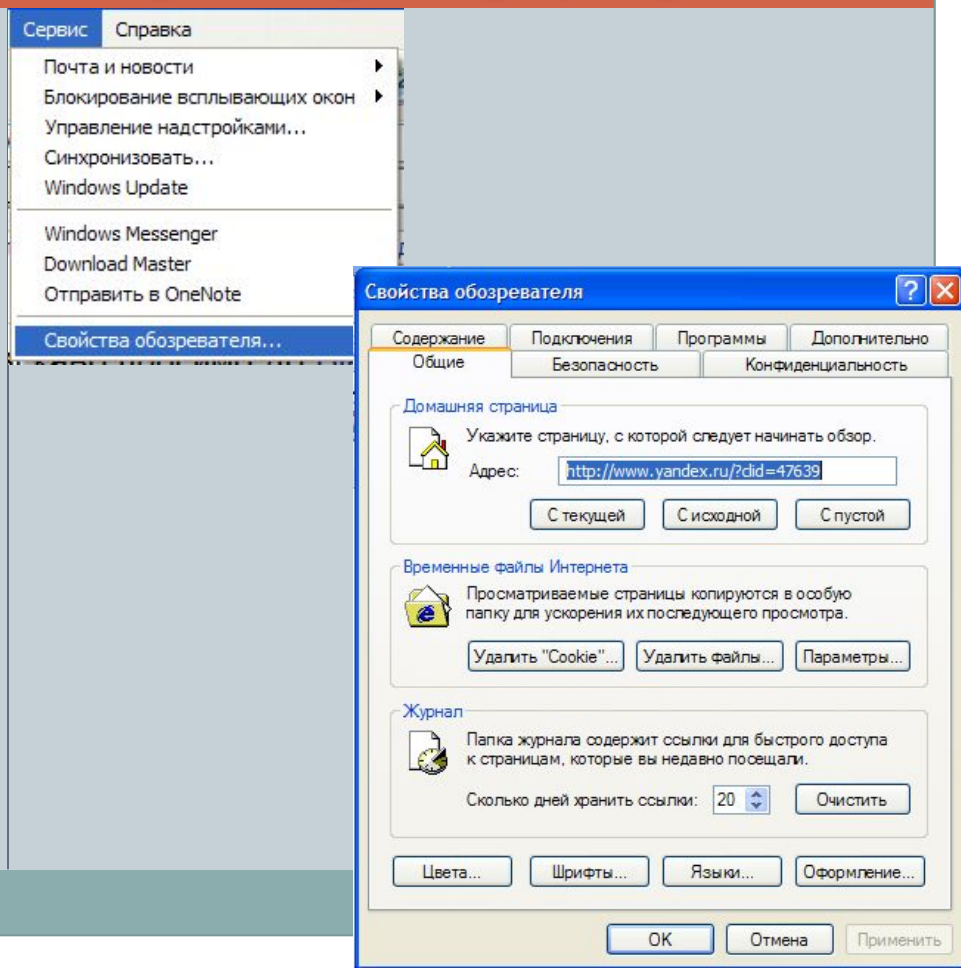 Сервис Справка
Почта и новости
Блокирование всплывающих окон
Управление надстройками...
Синхронизовать...
Windows Update
Windows Messenger
Download Master
Отправить в OneNote
Свойства обозревателя...
Свойства обозревателя
Содержание Подключения Программы Дополнительно
Общие Безопасность Конфиденциальность
Домашняя страница
Укажите страницу, с которой следует начинать обзор.
Адрес: http://www.yandex.ru/?clid=47639
С текущей С исходной С пустой
Временные файлы Интернета
Просматриваемые страницы копируются в особую
папку для ускорения их последующего просмотра.
Удалить "Cookie"... Удалить файлы... Параметры...
Журнал
Папка журнала содержит ссылки для быстрого доступа
к страницам, которые вы недавно посещали.
Сколько дней хранить ссылки: 20 Очистить
Цвета... Шрифты... Языки... Оформление...
OK Отмена Применить